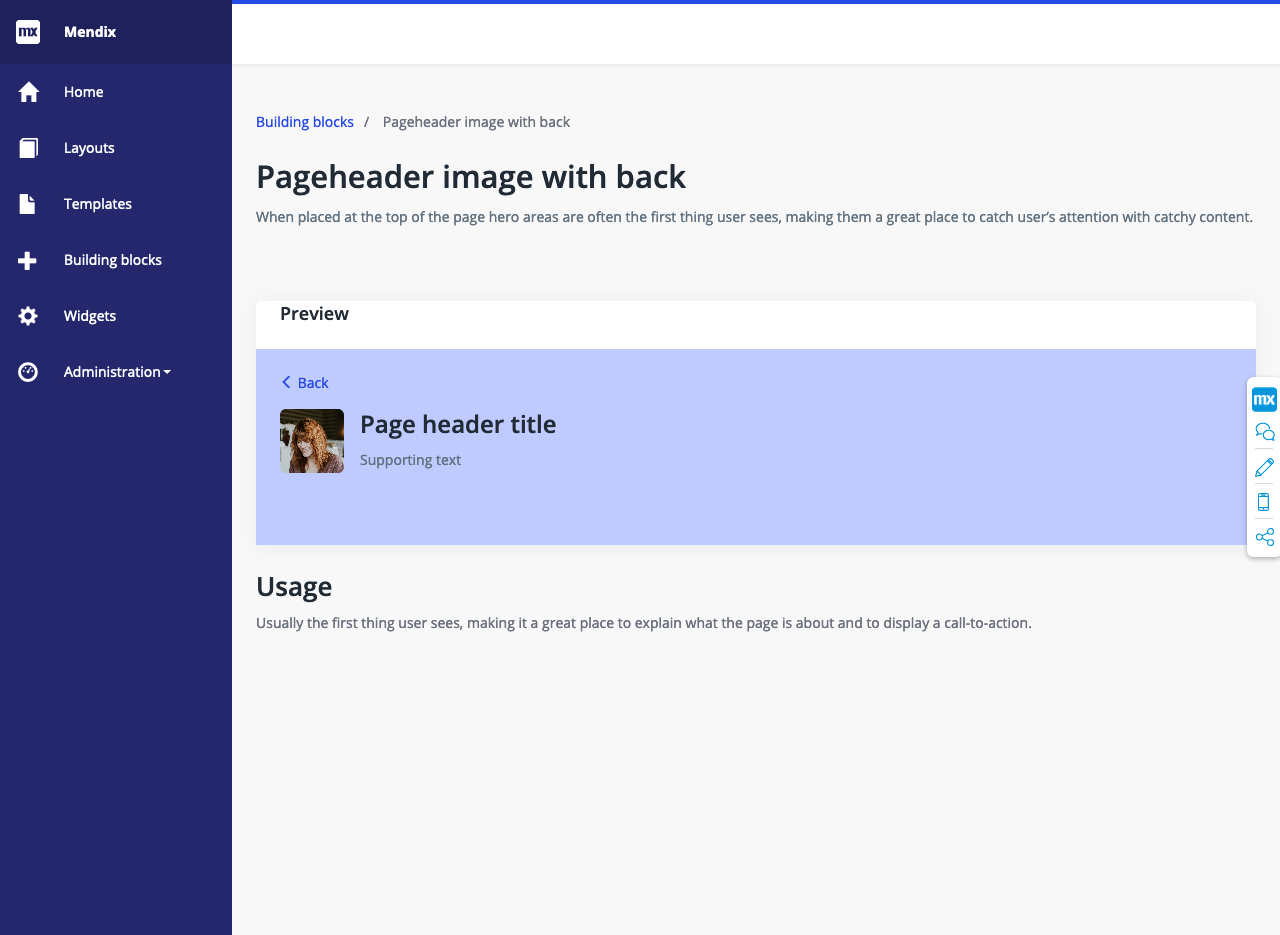 mx Mendix
Home
Layouts
Templates
Building blocks
Widgets
Administration
Building blocks / Pageheader image with back
Pageheader image with back
When placed at the top of the page hero areas are often the first thing user sees, making them a great place to catch user’s attention with catchy content.
Preview
Back
Page header title
Supporting text
mx
Usage
Usually the first thing user sees, making it a great place to explain what the page is about and to display a call-to-action.